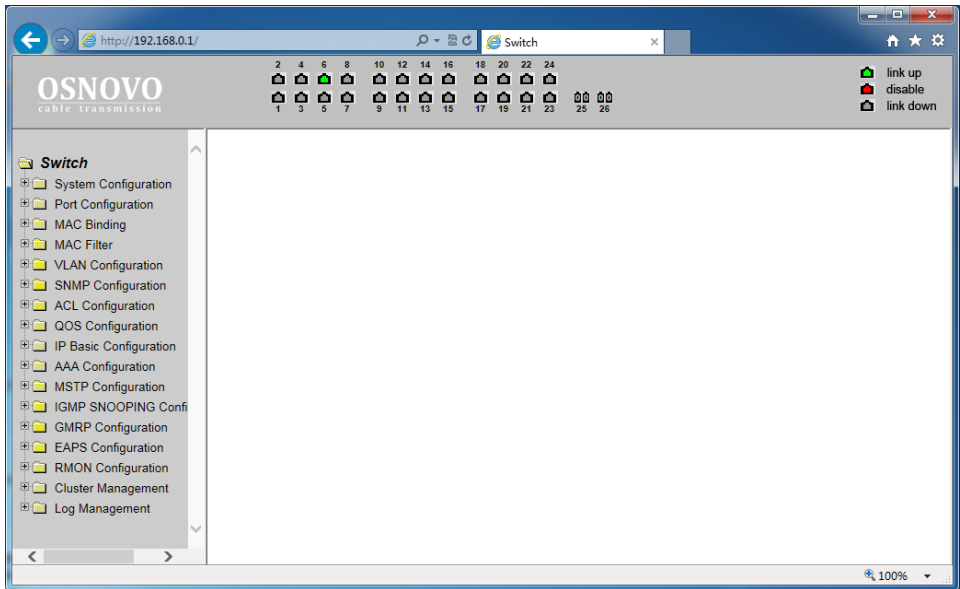 http://192.168.0.1/
Switch
OSNOVO
cable transmission
2 4 6 8 10 12 14 16 18 20 22 24
1 3 5 7 9 11 13 15 17 19 21 23 25 26
link up
disable
link down
Switch
System Configuration
Port Configuration
MAC Binding
MAC Filter
VLAN Configuration
SNMP Configuration
ACL Configuration
QOS Configuration
IP Basic Configuration
AAA Configuration
MSTP Configuration
IGMP SNOOPING Confi
GMRP Configuration
EAPS Configuration
RMON Configuration
Cluster Management
Log Management
100%